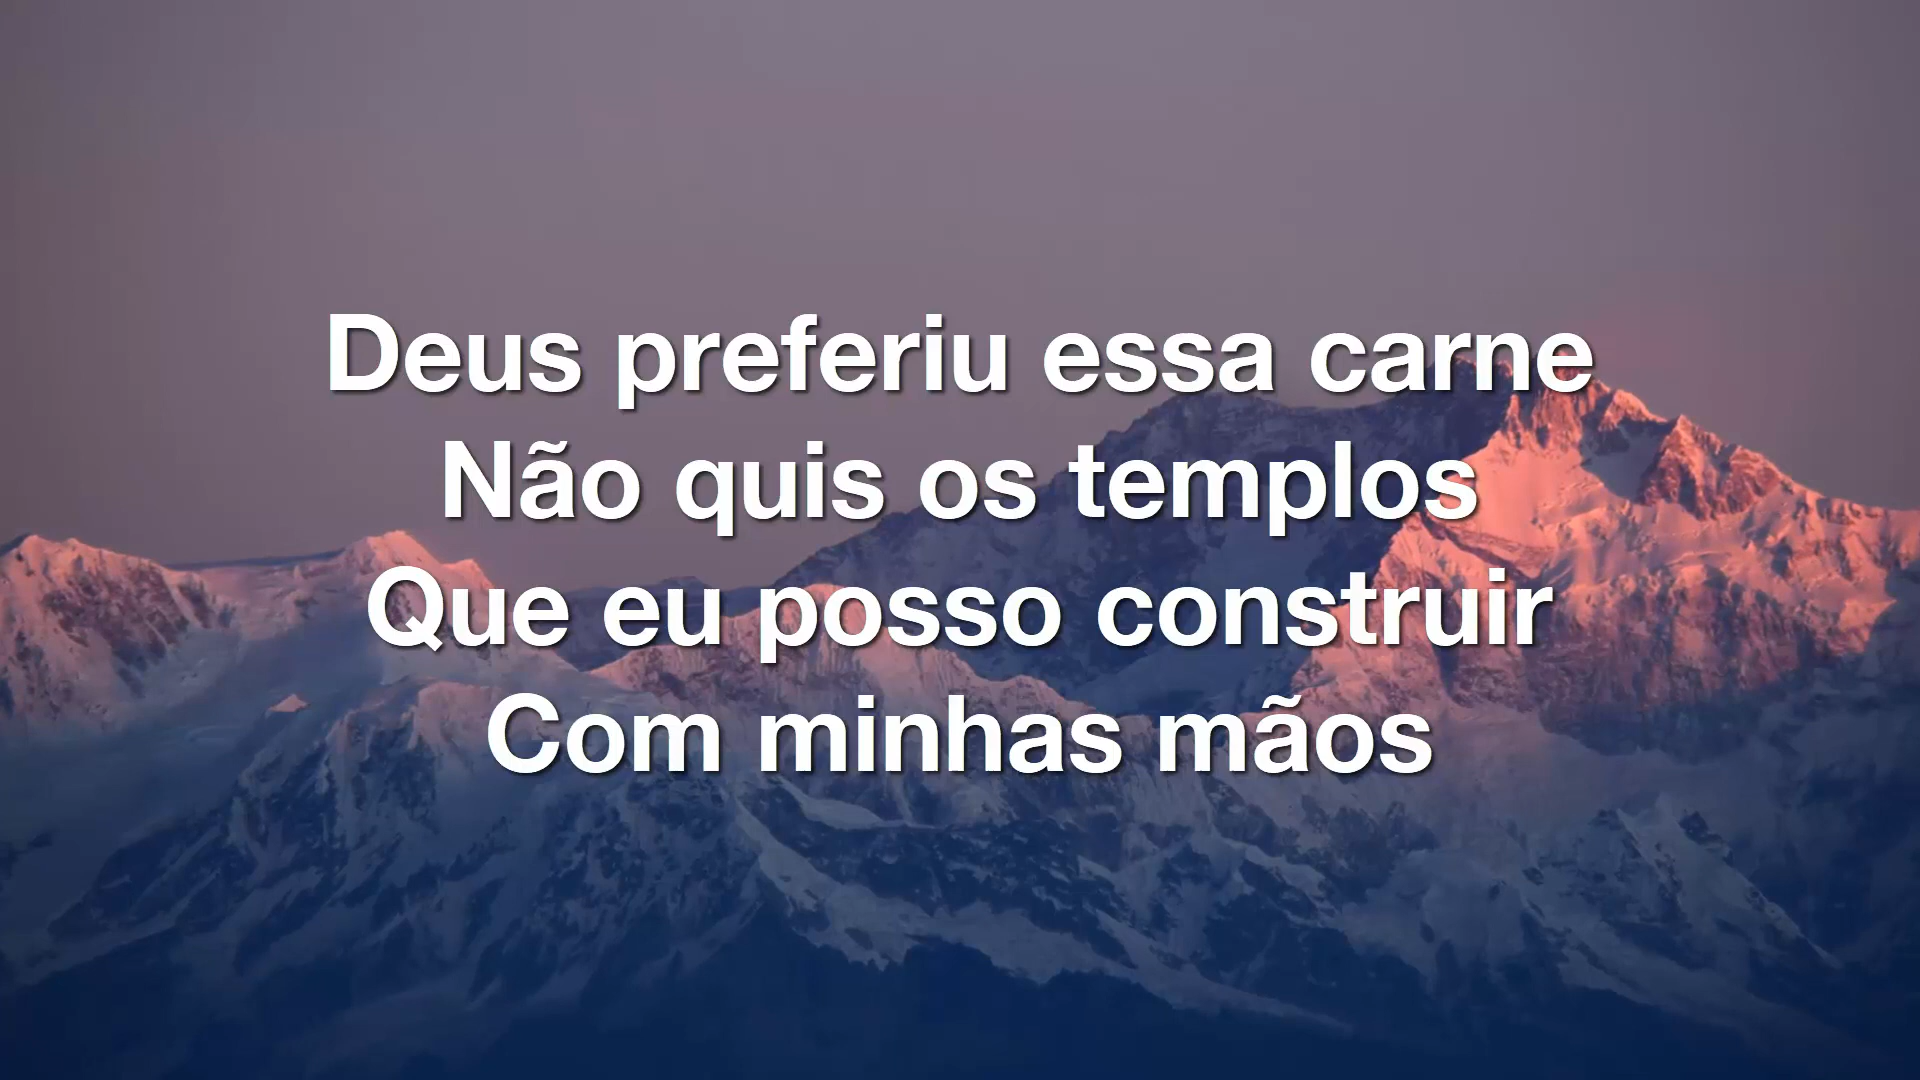 Deus preferiu essa carne
Não quis os templos
Que eu posso construir
Com minhas mãos